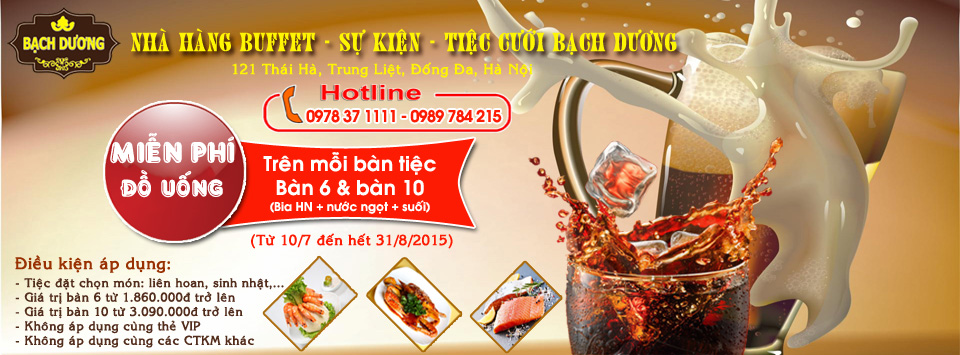 BẠCH DƯƠNG
NHÀ HÀNG BUFFET - SỰ KIỆN - TIỆC CƯỚI BẠCH DƯƠNG
121 Thái Hà, Trung Liệt, Đống Đa, Hà Nội
Hotline
0978 37 1111 - 0989 784 215
MIỄN PHÍ
ĐỒ UỐNG
Trên mỗi bàn tiệc
Bàn 6 & bàn 10
(Bia HN + nước ngọt + suối)
(Từ 10/7 đến hết 31/8/2015)
Điều kiện áp dụng:
- Tiệc đặt chọn món: liên hoan, sinh nhật,...
- Giá trị bàn 6 từ 1.860.000đ trở lên
- Giá trị bàn 10 từ 3.090.000đ trở lên
- Không áp dụng cùng thẻ VIP
- Không áp dụng cùng các CTKM khác